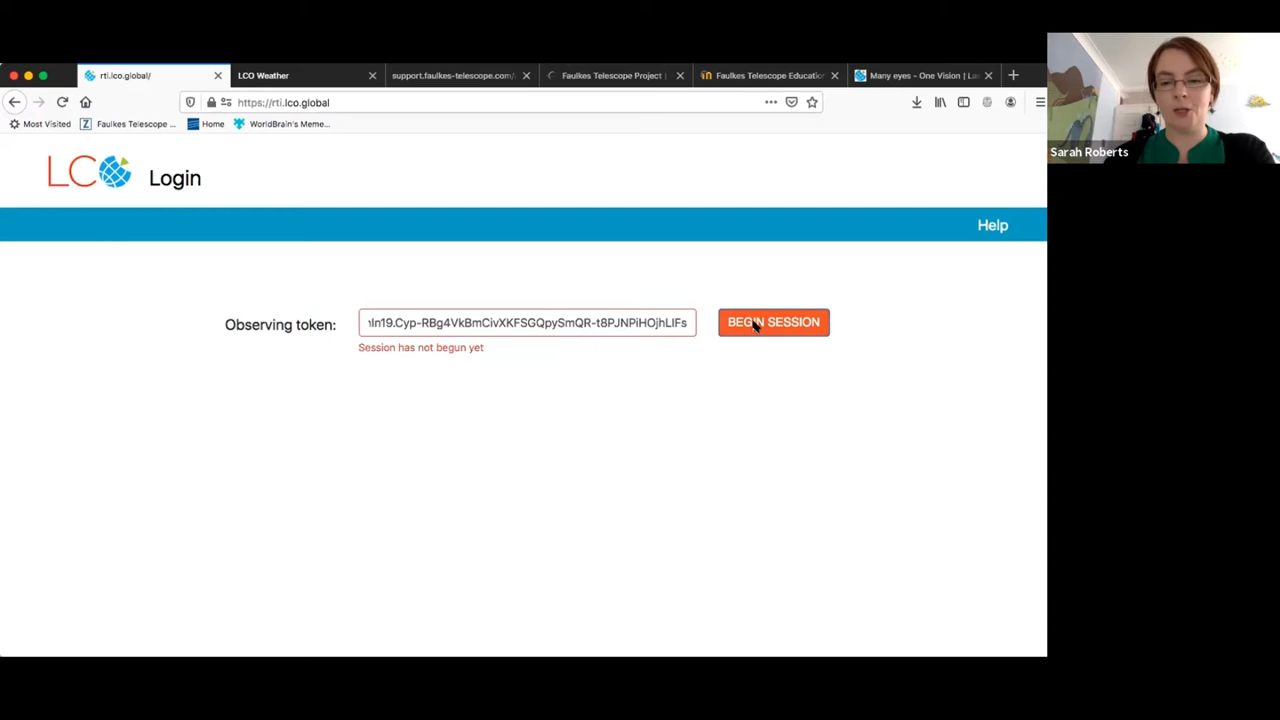 rti.lco.global/
LCO Weather
support.faulkes-telescope.com/
Faulkes Telescope Project |
Faulkes Telescope Educatio
Many eyes - One Vision | La
https://rti.lco.global
Most Visited
Faulkes Telescope ...
Home
WorldBrain's Meme...
Sarah Roberts
LCO
Login
Help
Observing token:
In19.Cyp-RBg4VkBmCivXKFSGQpySmQR-t8PJNPiHOjhLIFs
BEGIN SESSION
Session has not begun yet